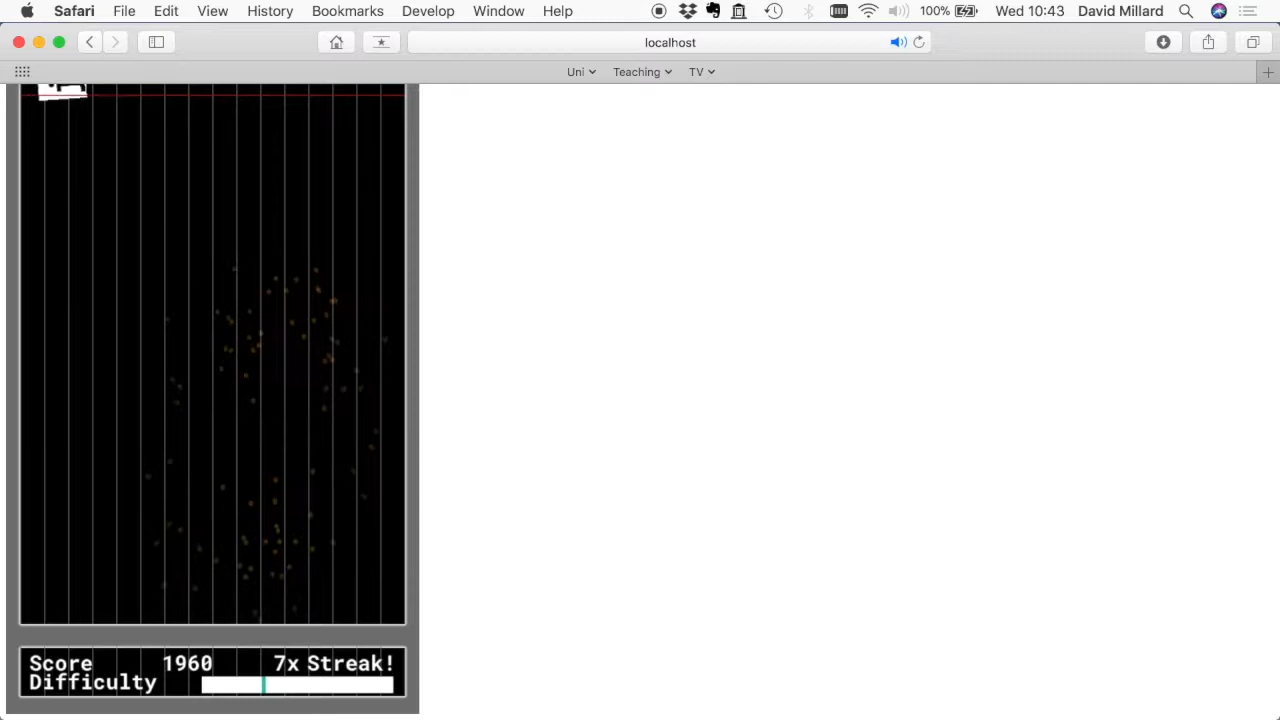 Safari File Edit View History Bookmarks Develop Window Help 100% Wed 10:43 David Millard
localhost
Uni Teaching TV
Score 1960 7x Streak!
Difficulty